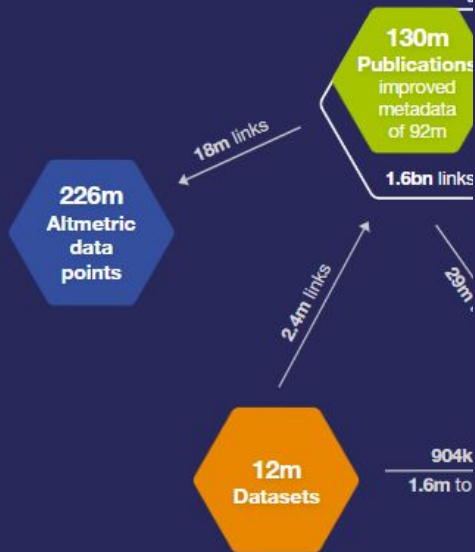 130m
Publications
improved
metadata
of 92m
18m links
1.6bn links
226m
Altmetric
data
points
2.4m links
29m
12m
Datasets
904k
1.6m to